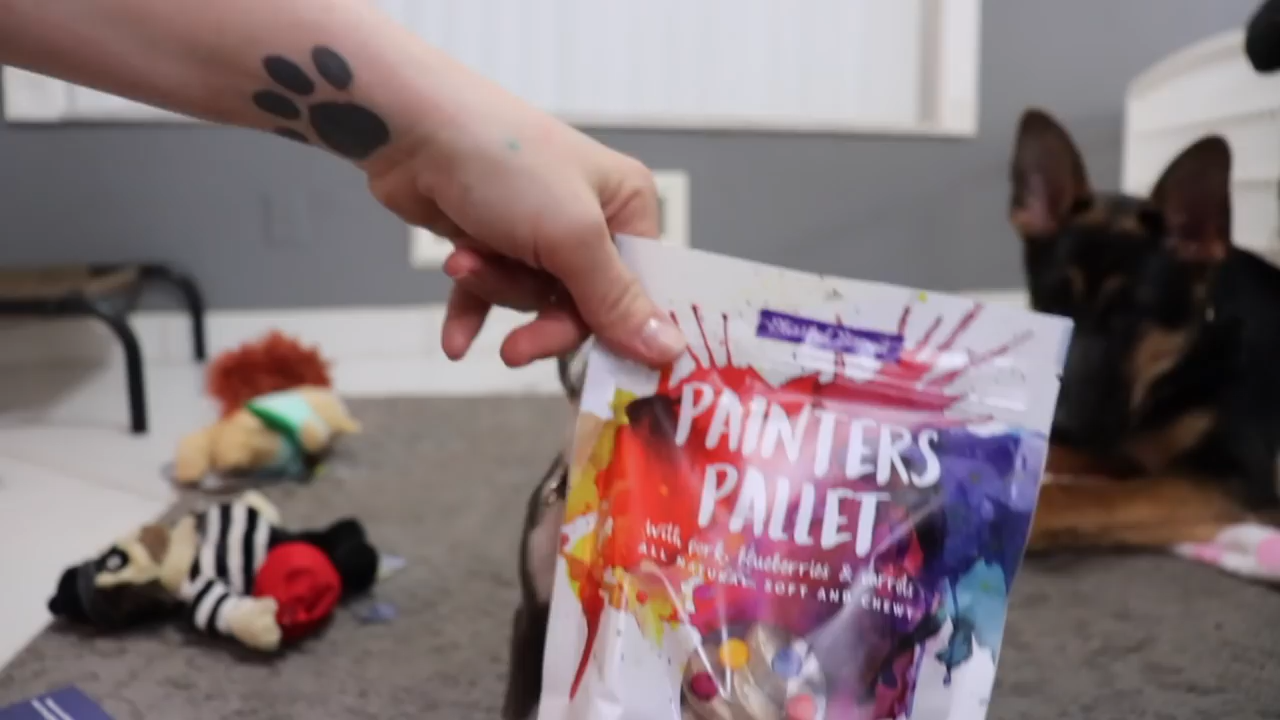 PAINTERS
PALLET
with pork, blueberries & carrots
ALL NATURAL. SOFT AND CHEWY